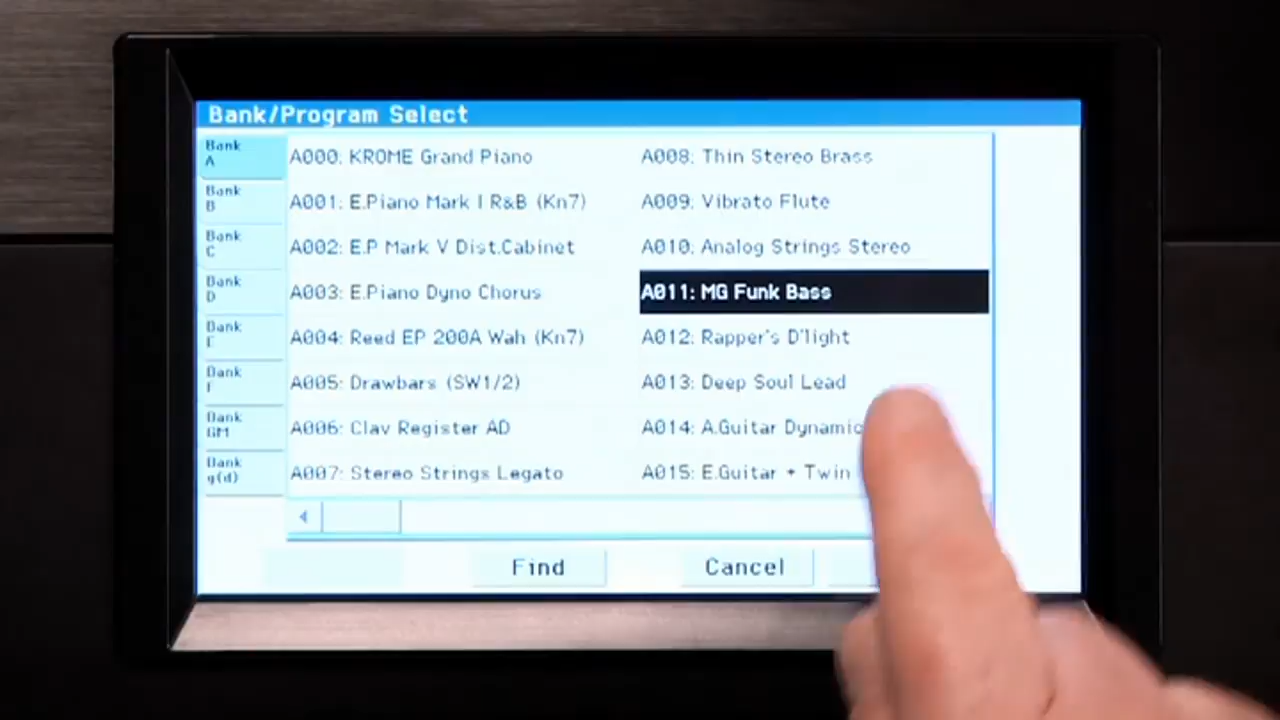 Bank/Program Select
Bank
A
Bank
B
Bank
C
Bank
D
Bank
E
Bank
F
Bank
GM
Bank
g(d)
A000: KROME Grand Piano
A001: E.Piano Mark I R&B (Kn7)
A002: E.P Mark V Dist.Cabinet
A003: E.Piano Dyno Chorus
A004: Reed EP 200A Wah (Kn7)
A005: Drawbars (SW1/2)
A006: Clav Register AD
A007: Stereo Strings Legato
A008: Thin Stereo Brass
A009: Vibrato Flute
A010: Analog Strings Stereo
A011: MG Funk Bass
A012: Rapper's D'light
A013: Deep Soul Lead
A014: A.Guitar Dynamic
A015: E.Guitar + Twin
Find
Cancel